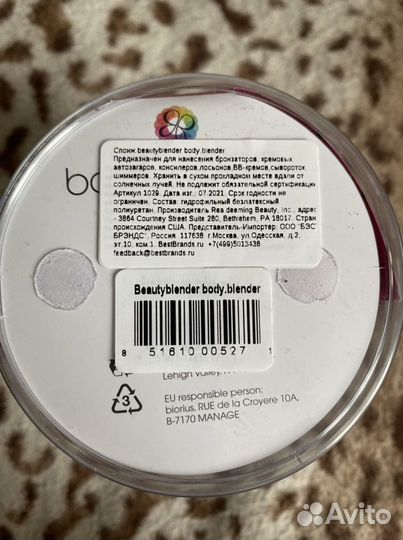 bo
Спонж beautyblender body.blender
Предназначен для нанесения бронзаторов, кремовых
автозагаров, консилеров,лосьонов,BB-кремов,сывороток
шиммеров. Хранить в сухом прохладном месте вдали от
солнечных лучей. Не подлежит обязательной сертификации
Артикул 1029. Дата изг.: 07.2021. Срок годности не
ограничен. Состав: гидрофильный безлатексный
полиуретан. Производитель Rea deeming Beauty, Inc., адрес
- 3864 Courtney Street Suite 280, Bethlehem, PA 18017. Стран
происхождения США. Представитель-Импортер: ООО "БЭС
БРЭНДС", Россия 117638 г.Москва, ул.Одесская, д.2,
эт.10, ком.1. BestBrands.ru +7(499)5013438
feedback@bestbrands.ru
Beautyblender body.blender
8 51610 00527 1
Lehigh Valley,
3
EU responsible person:
biorius, RUE de la Croyere 10A,
B-7170 MANAGE
Avito